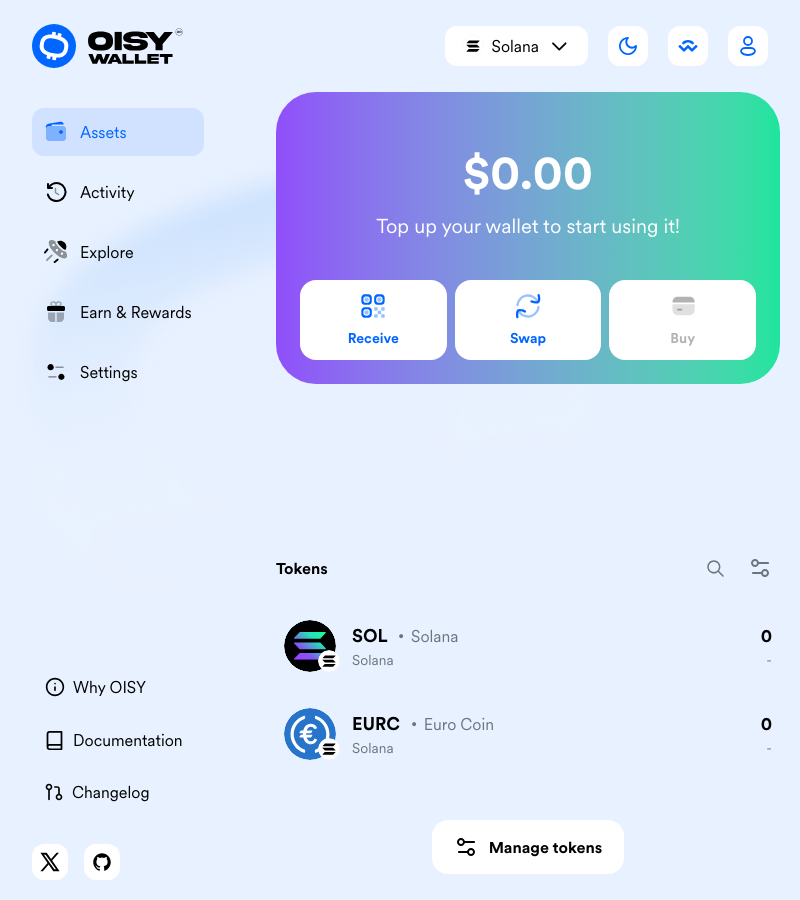 OISY
WALLET
Solana
Assets
Activity
Explore
Earn & Rewards
Settings
$0.00
Top up your wallet to start using it!
Receive
Swap
Buy
Tokens
SOL • Solana
0
Solana
-
EURC • Euro Coin
0
Solana
-
Manage tokens
Why OISY
Documentation
Changelog